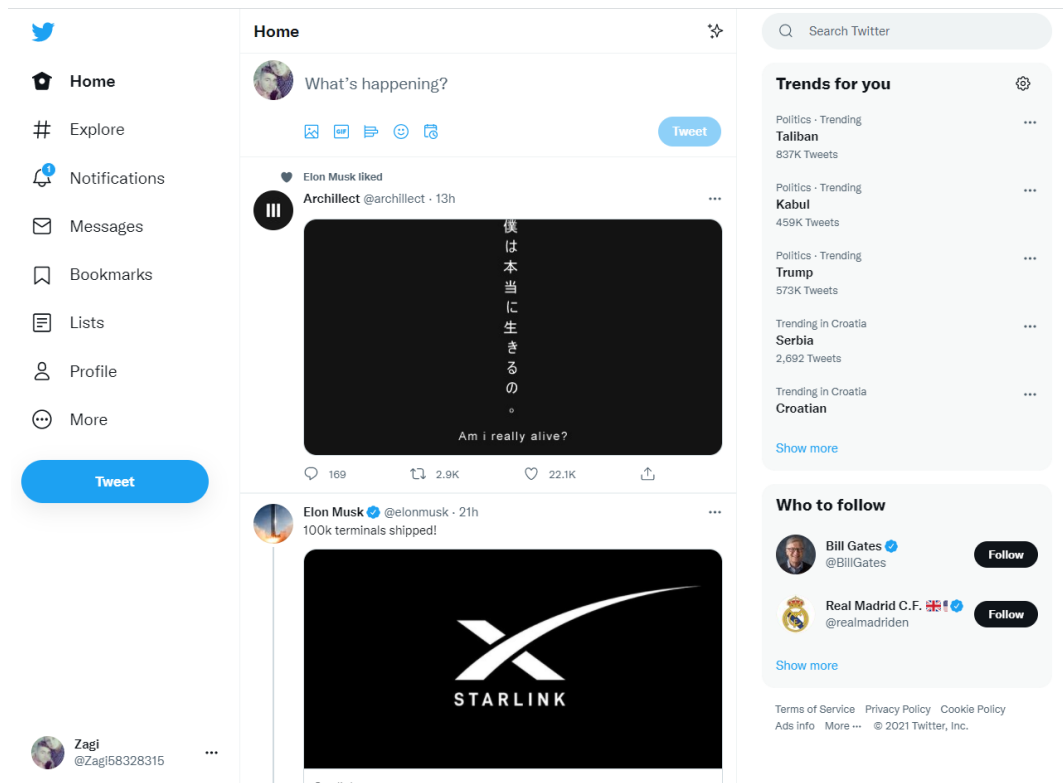 Home
Explore
1
Notifications
Messages
Bookmarks
Lists
Profile
More
Tweet
Zagi
@Zagi58328315
Home
What's happening?
GIF
Tweet
Elon Musk liked
Archillect @archillect · 13h
僕は本当に生きるの。
Am i really alive?
169
2.9K
22.1K
Elon Musk @elonmusk · 21h
100k terminals shipped!
STARLINK
Search Twitter
Trends for you
Politics · Trending
Taliban
837K Tweets
Politics · Trending
Kabul
459K Tweets
Politics · Trending
Trump
573K Tweets
Trending in Croatia
Serbia
2,692 Tweets
Trending in Croatia
Croatian
Show more
Who to follow
Bill Gates
@BillGates
Follow
Real Madrid C.F.
@realmadriden
Follow
Show more
Terms of Service Privacy Policy Cookie Policy
Ads info More ··· © 2021 Twitter, Inc.